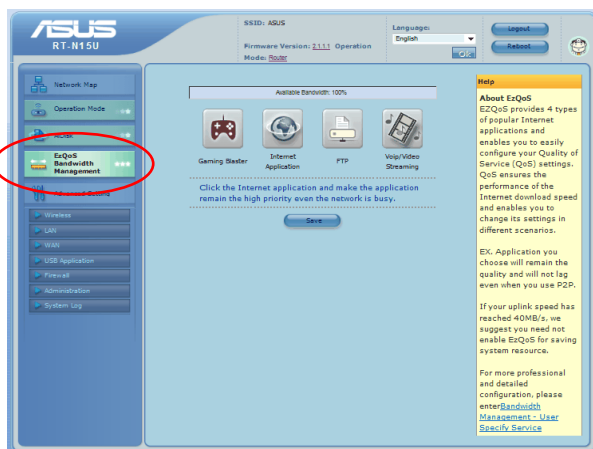 ASUS
RT-N15U
SSID: ASUS
Firmware Version: 2.1.1.1 Operation
Mode: Router
Language:
English
Logout
Reboot
Network Map
Operation Mode
AiDisk
EzQoS
Bandwidth
Management
Advanced Setting
Wireless
LAN
WAN
USB Application
Firewall
Administration
System Log
Available Bandwidth: 100%
Gaming Blaster
Internet
Application
FTP
Voip/Video
Streaming
Click the Internet application and make the application
remain the high priority even the network is
busy.
Save
Help
About EzQoS
EZQoS provides 4 types
of popular Internet
applications and
enables you to easily
configure your Quality of
Service (QoS) settings.
QoS ensures the
performance of the
Internet download speed
and enables you to
change its settings in
different scenarios.
EX. Application you
choose will remain the
quality and will not lag
even when you use P2P.
If your uplink speed has
reached 40MB/s, we
suggest you need not
enable EzQoS for saving
system resource.
For more professional
and detailed
configuration, please
enterBandwidth
Management - User
Specify Service